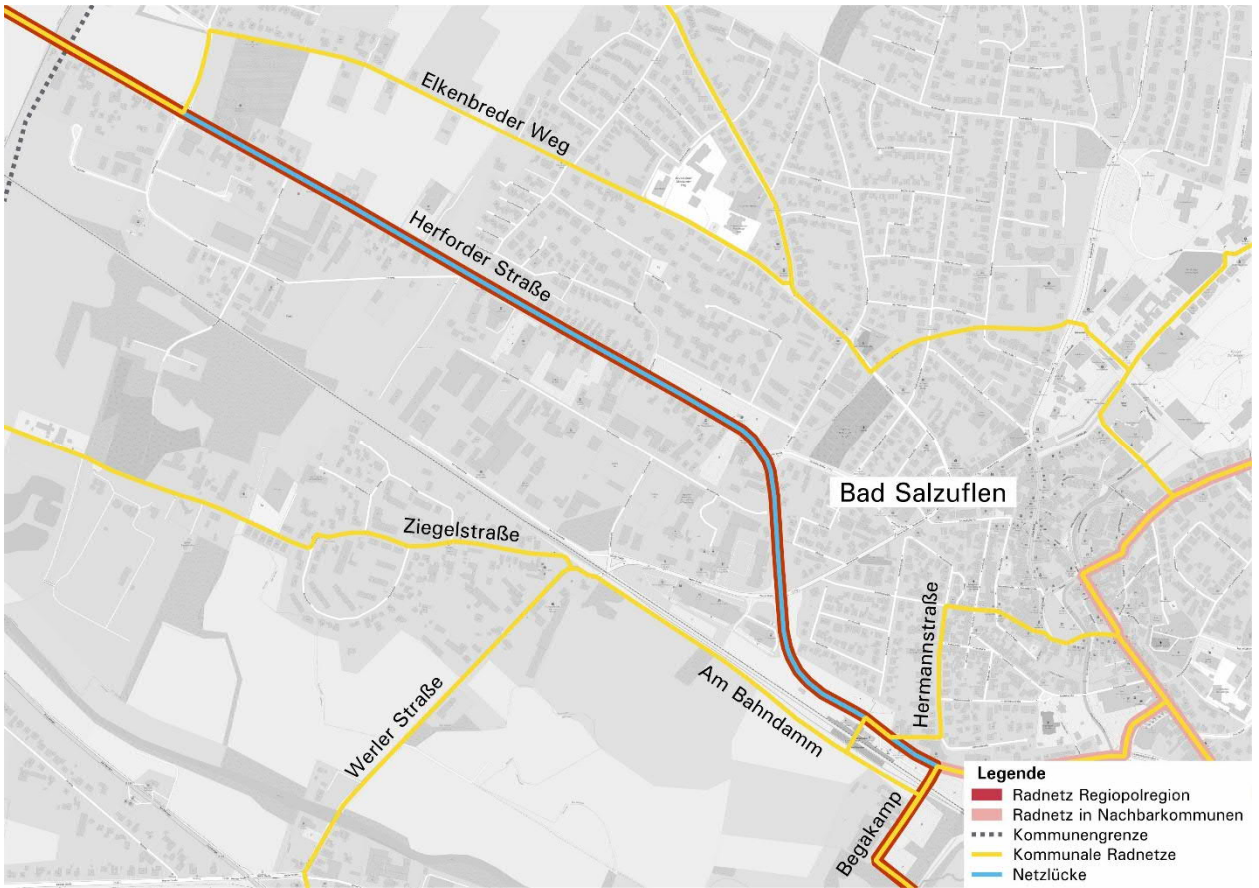 Elkenbreder Weg
Herforder Straße
Bad Salzuflen
Ziegelstraße
Hermannstraße
Am Bahndamm
Werler Straße
Begakamp
Legende
Radnetz Regiopolregion
Radnetz in Nachbarkommunen
Kommunengrenze
Kommunale Radnetze
Netzlücke